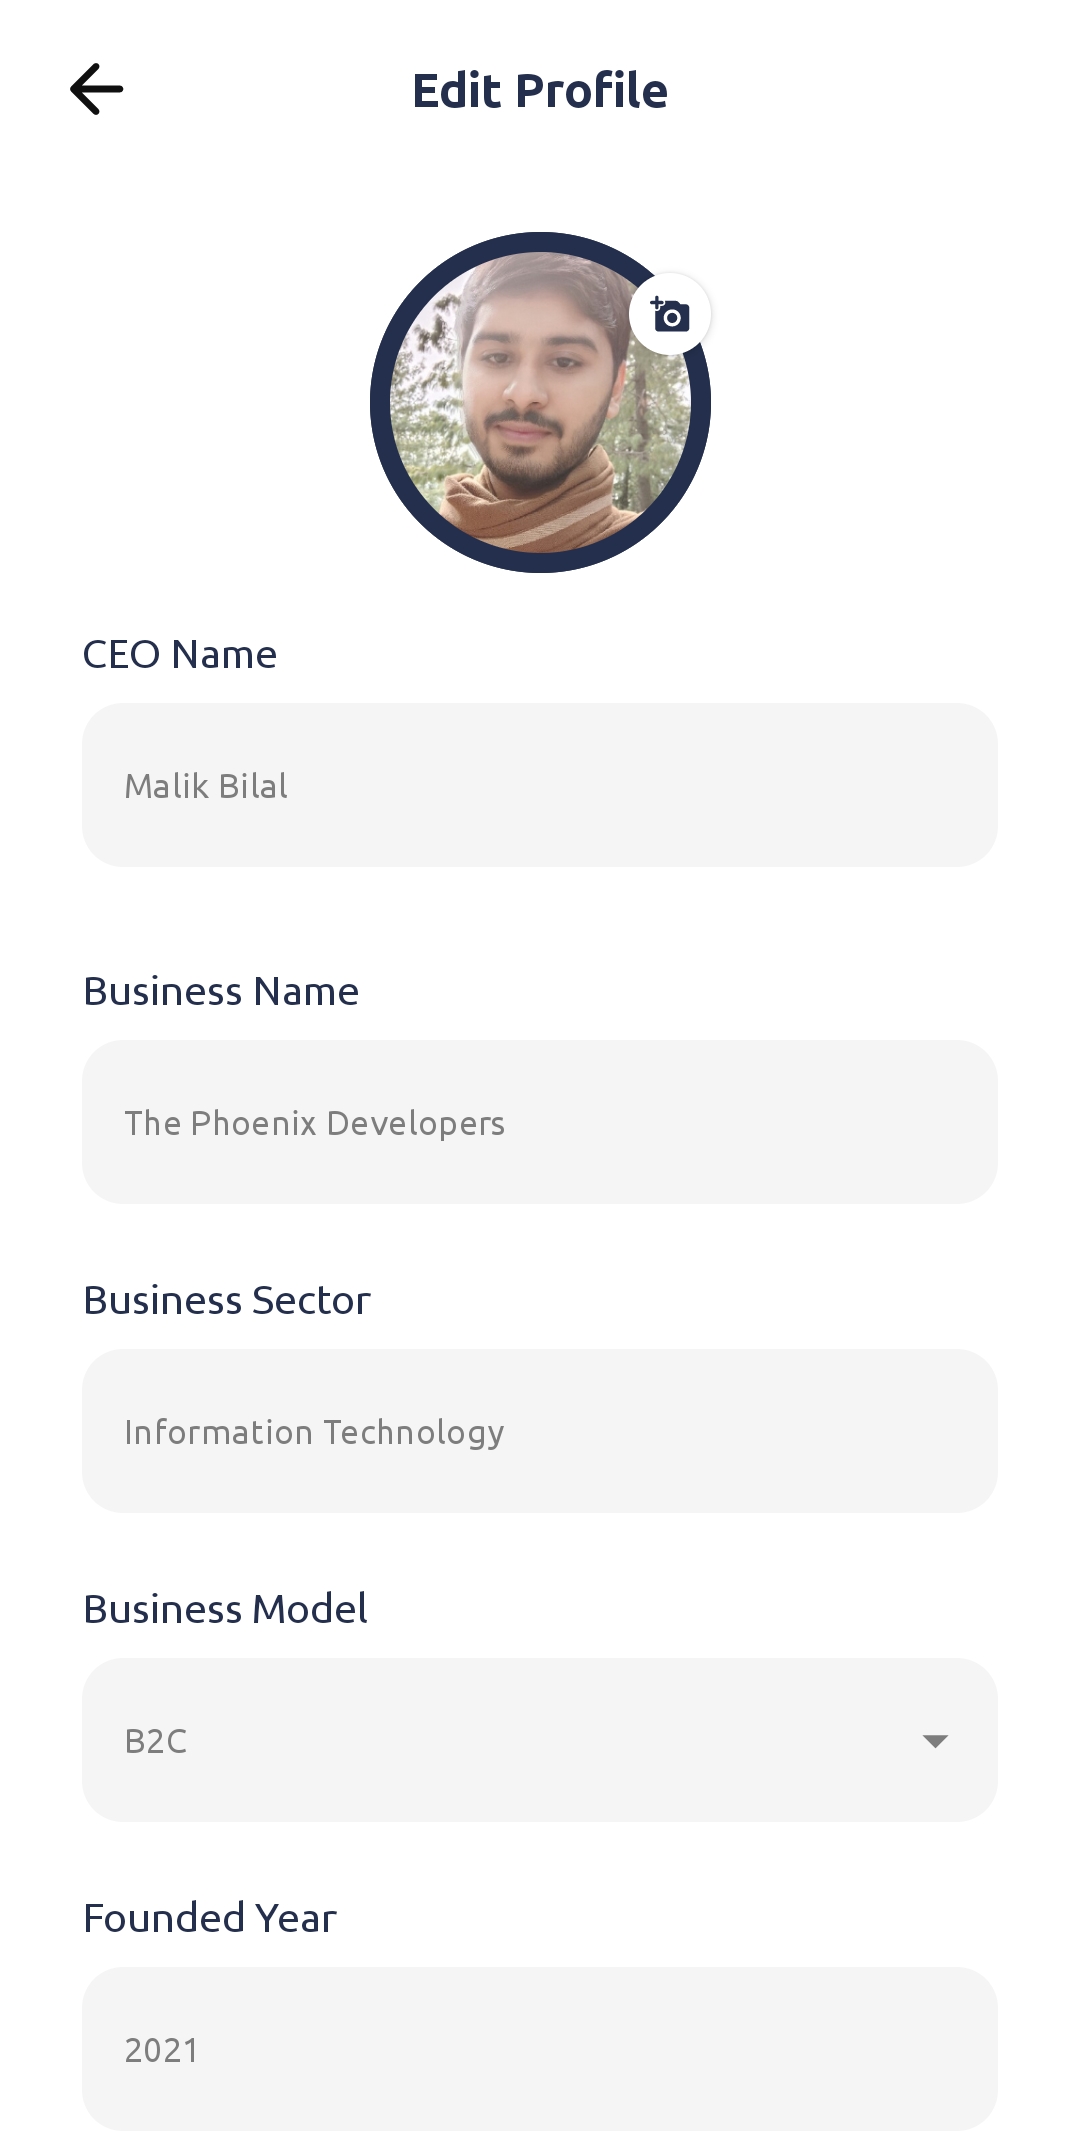 Edit Profile
CEO Name
Malik Bilal
Business Name
The Phoenix Developers
Business Sector
Information Technology
Business Model
B2C
Founded Year
2021